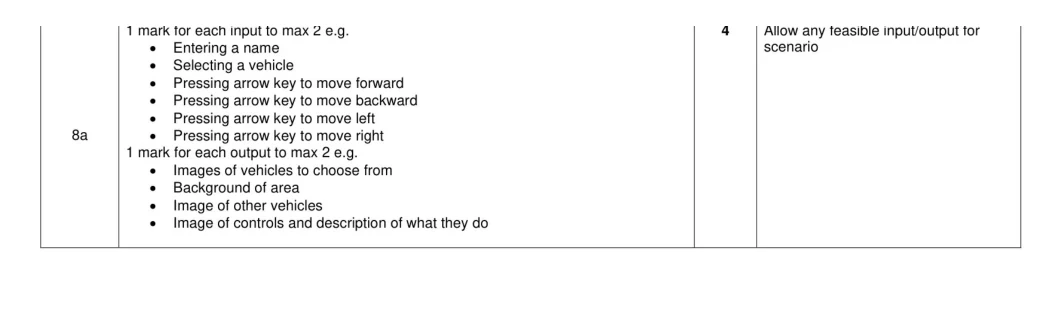 1 mark for each input to max 2 e.g.
4
Allow any feasible input/output for
scenario
• Entering a name
• Selecting a vehicle
• Pressing arrow key to move forward
• Pressing arrow key to move backward
• Pressing arrow key to move left
8a
• Pressing arrow key to move right
1 mark for each output to max 2 e.g.
• Images of vehicles to choose from
• Background of area
• Image of other vehicles
• Image of controls and description of what they do